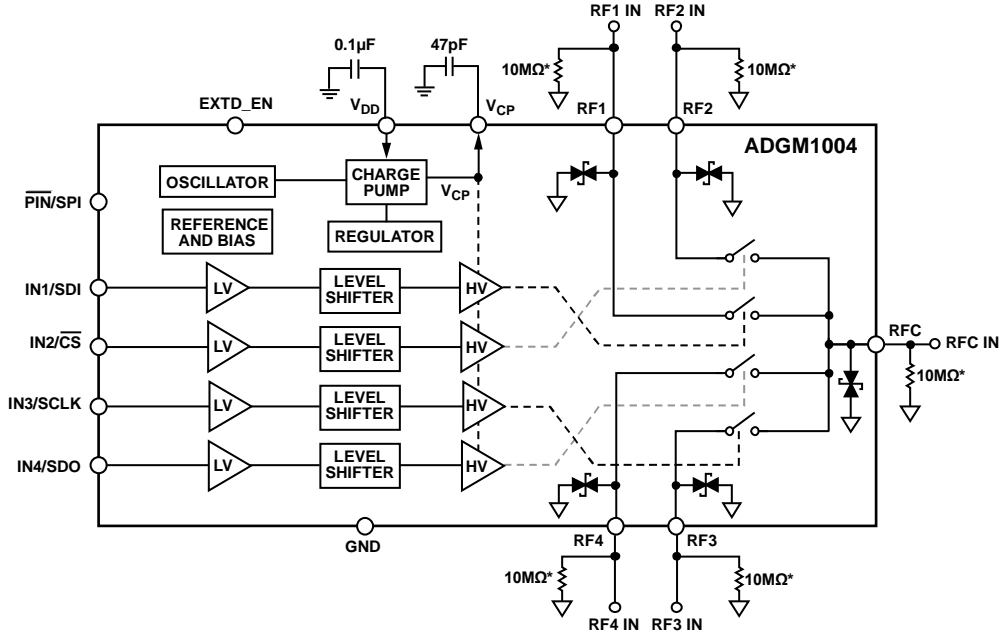 RF1 IN RF2 IN
0.1µF 47pF
10MΩ* 10MΩ*
EXTD_EN VDD VCP RF1 RF2
ADGM1004
OSCILLATOR
CHARGE
PUMP
VCP
PIN/SPI
REFERENCE
AND BIAS
REGULATOR
IN1/SDI LV LEVEL
SHIFTER HV
IN2/CS LV LEVEL
SHIFTER HV
RFC RFC IN
10MΩ*
IN3/SCLK LV LEVEL
SHIFTER HV
IN4/SDO LV LEVEL
SHIFTER HV
GND RF4 RF3
10MΩ* 10MΩ*
RF4 IN RF3 IN